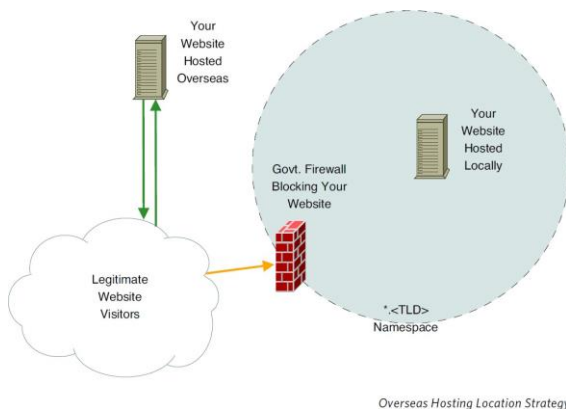 Your
Website
Hosted
Overseas
Your
Website
Hosted
Locally
Govt. Firewall
Blocking Your
Website
Legitimate
Website
Visitors
*.<TLD>
Namespace
Overseas Hosting Location Strategy